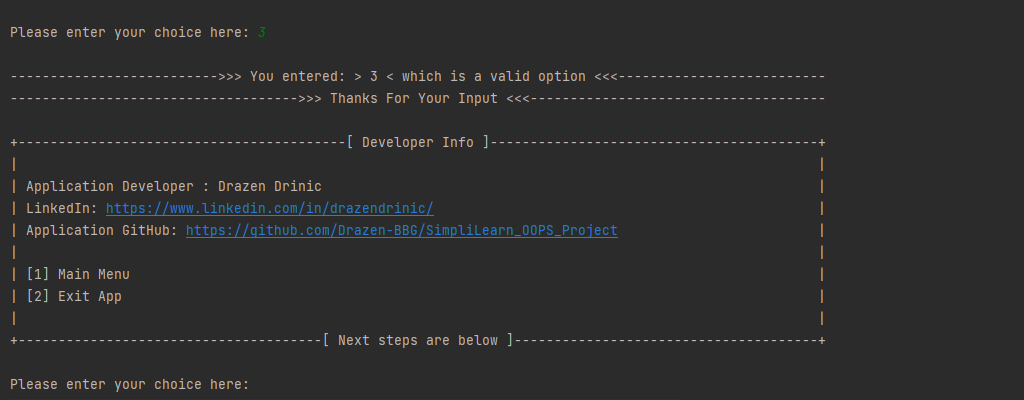 Please enter your choice here: 3
-------------------------->>> You entered: > 3 < which is a valid option <<<--------------------------
------------------------------------>>> Thanks For Your Input <<<-------------------------------------
+-----------------------------------------[ Developer Info ]-----------------------------------------+
|                                                                                                    |
| Application Developer : Drazen Drinic                                                              |
| LinkedIn: https://www.linkedin.com/in/drazendrinic/                                                |
| Application GitHub: https://github.com/Drazen-BBG/SimpliLearn_OOPS_Project                         |
|                                                                                                    |
| [1] Main Menu                                                                                      |
| [2] Exit App                                                                                       |
|                                                                                                    |
+--------------------------------------[ Next steps are below ]--------------------------------------+
Please enter your choice here: